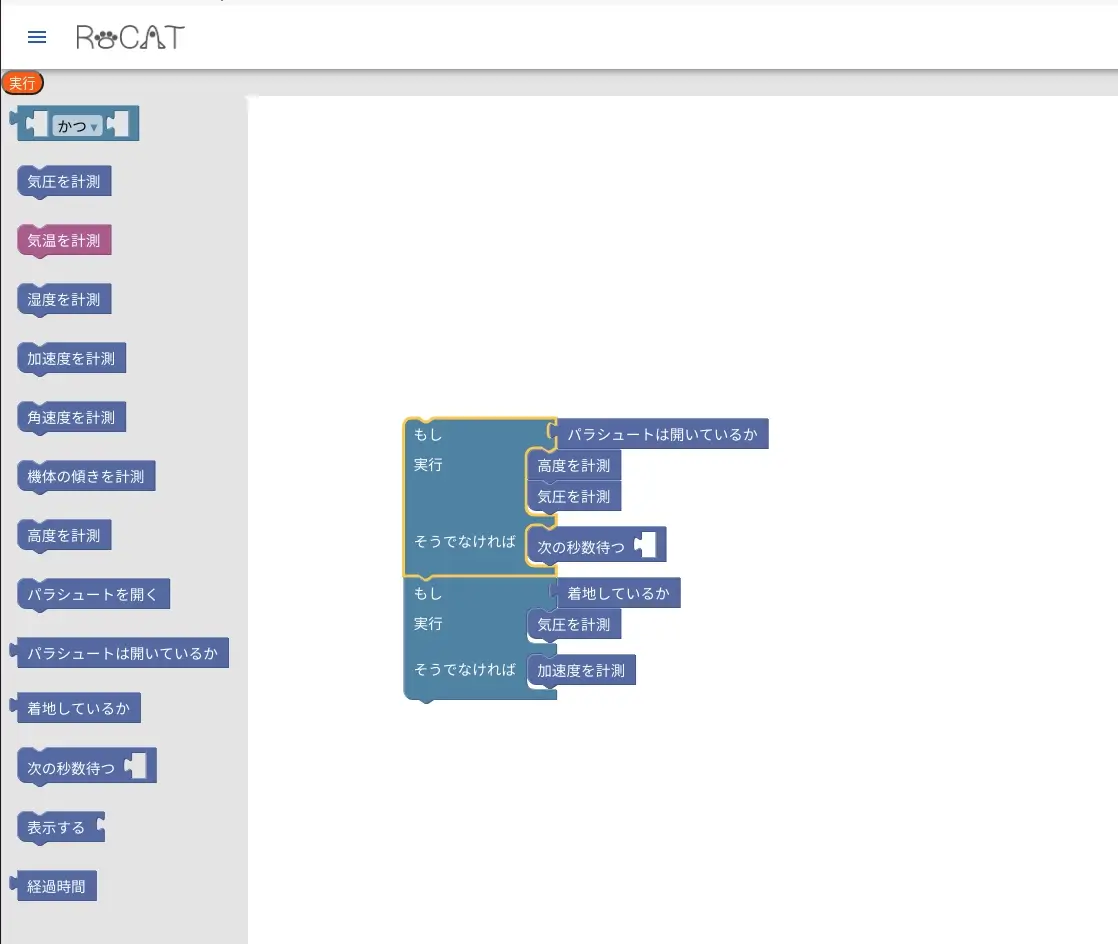 RoCAT
実行
かつ
気圧を計測
気温を計測
湿度を計測
加速度を計測
角速度を計測
機体の傾きを計測
高度を計測
パラシュートを開く
パラシュートは開いているか
着地しているか
次の秒数待つ
表示する
経過時間
もし パラシュートは開いているか
実行 高度を計測
気圧を計測
そうでなければ 次の秒数待つ
もし 着地しているか
実行 気圧を計測
そうでなければ 加速度を計測